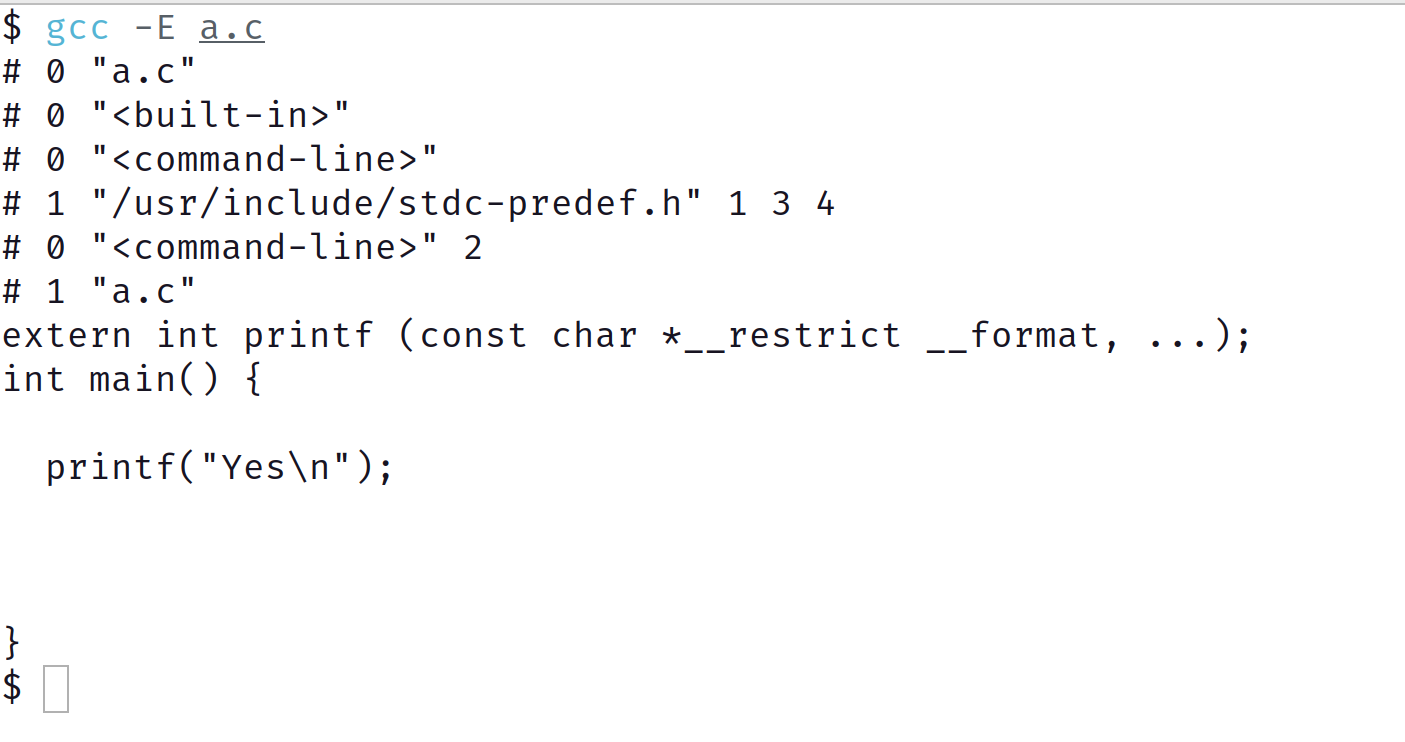 $ gcc -E a.c
# 0 "a.c"
# 0 "<built-in>"
# 0 "<command-line>"
# 1 "/usr/include/stdc-predef.h" 1 3 4
# 0 "<command-line>" 2
# 1 "a.c"
extern int printf (const char *__restrict __format, ...);
int main() {
  printf("Yes\n");
}
$